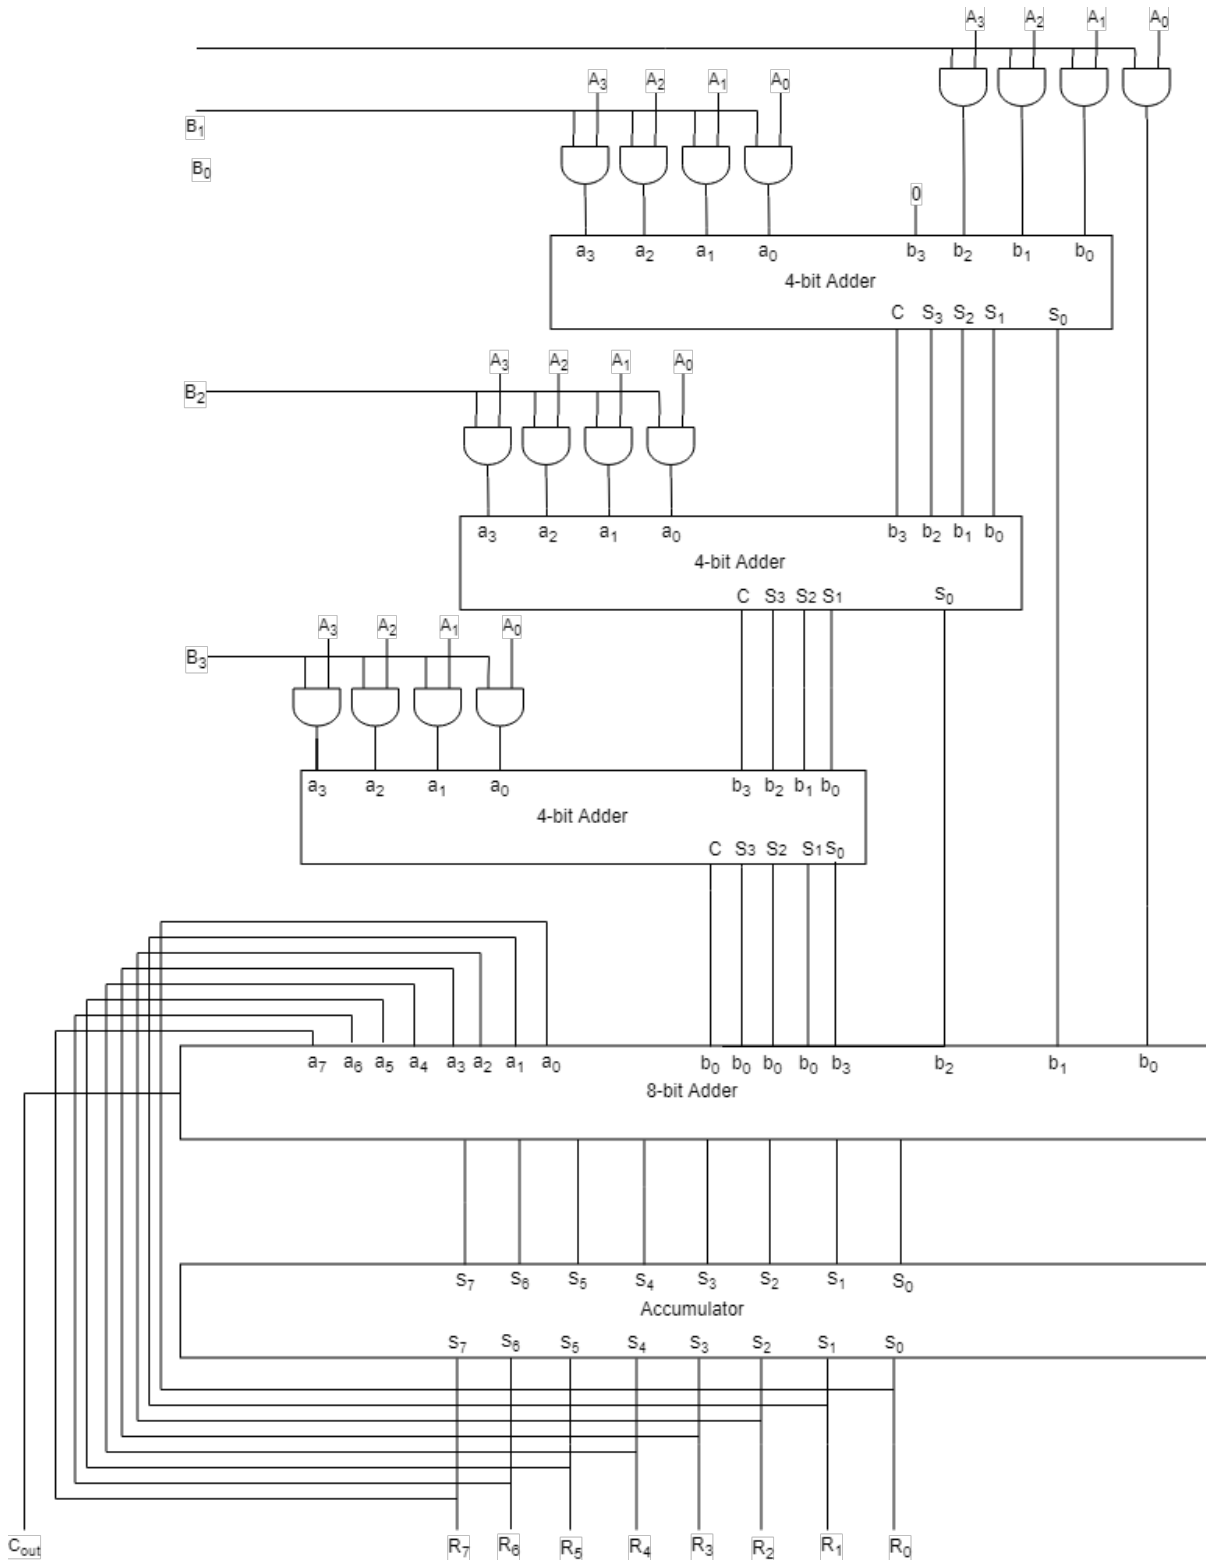 A3 A2 A1 A0
A3 A2 A1 A0
B1
B0
0
a3 a2 a1 a0 b3 b2 b1 b0
4-bit Adder
C S3 S2 S1 S0
A3 A2 A1 A0
B2
a3 a2 a1 a0 b3 b2 b1 b0
4-bit Adder
C S3 S2 S1 S0
A3 A2 A1 A0
B3
a3 a2 a1 a0 b3 b2 b1 b0
4-bit Adder
C S3 S2 S1 S0
a7 a6 a5 a4 a3 a2 a1 a0 b0 b0 b0 b0 b3 b2 b1 b0
8-bit Adder
S7 S6 S5 S4 S3 S2 S1 S0
Accumulator
S7 S6 S5 S4 S3 S2 S1 S0
Cout R7 R6 R5 R4 R3 R2 R1 R0